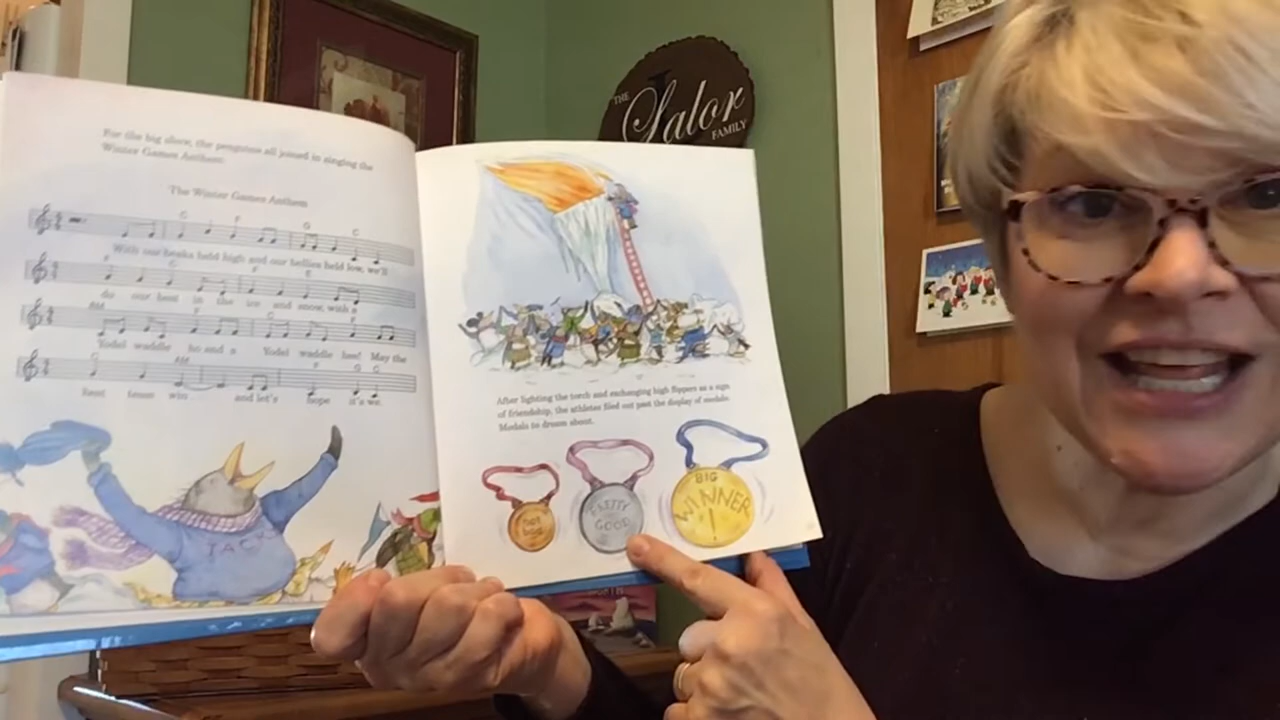 For the big show, the penguins all joined in singing the
Winter Games Anthem.
The Winter Games Anthem
With our beaks held high and our bellies held low, we'll
do our best in the ice and snow, with a
Yodel waddle ho and a Yodel waddle hee! May the
best team win and let's hope it's we.
JACK
THE
Lalor
FAMILY
After lighting the torch and exchanging high flippers as a sign
of friendship, the athletes filed out past the display of medals.
Medals to dream about.
NOT
BAD
PRETTY
GOOD
BIG
WINNER
!